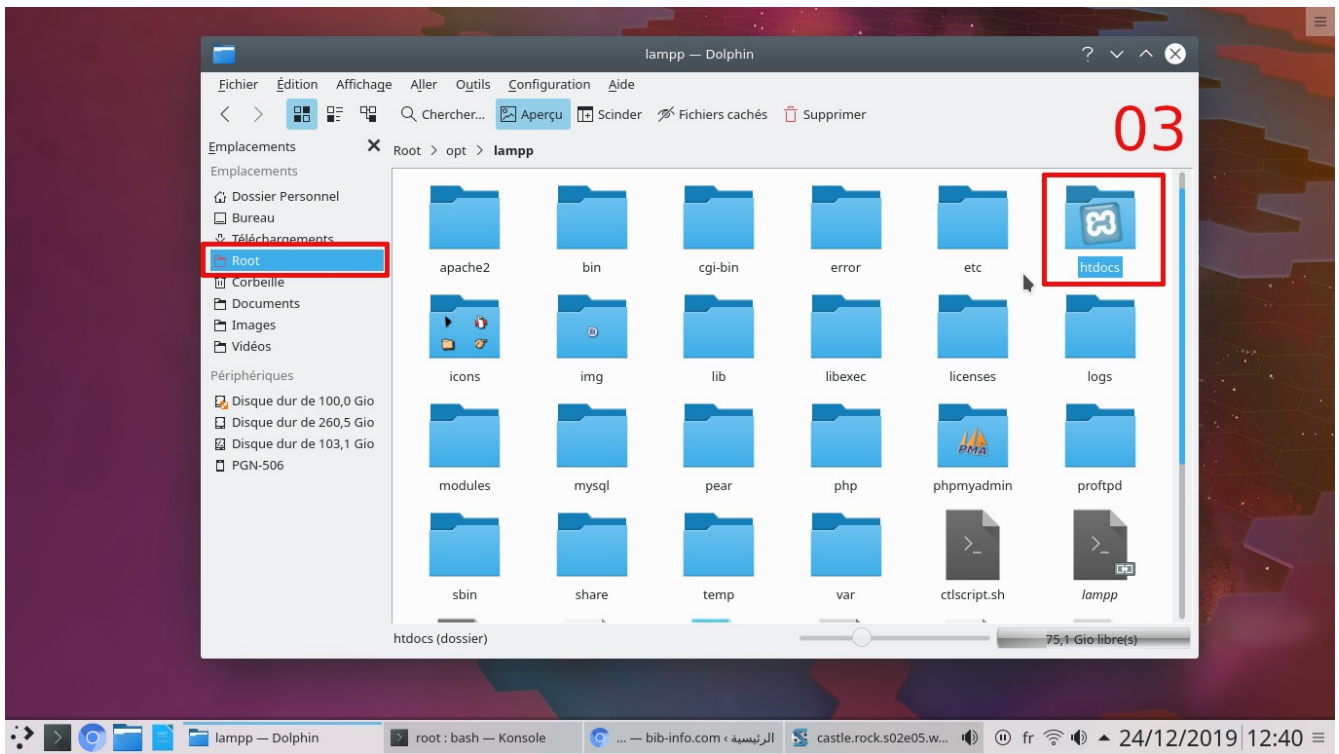 lampp — Dolphin
Fichier Édition Affichage Aller Outils Configuration Aide
Chercher... Aperçu Scinder Fichiers cachés Supprimer
03
Emplacements
Root > opt > lampp
Emplacements
Dossier Personnel
Bureau
Téléchargements
Root
Corbeille
Documents
Images
Vidéos
Périphériques
Disque dur de 100,0 Gio
Disque dur de 260,5 Gio
Disque dur de 103,1 Gio
PGN-506
apache2 bin cgi-bin error etc htdocs
icons img lib libexec licenses logs
PMA
modules mysql pear php phpmyadmin proftpd
sbin share temp var ctlscript.sh lampp
htdocs (dossier)
75,1 Gio libre(s)
lampp — Dolphin
root : bash — Konsole
الرئيسية › bib-info.com — ...
castle.rock.s02e05.w...
fr
24/12/2019 12:40